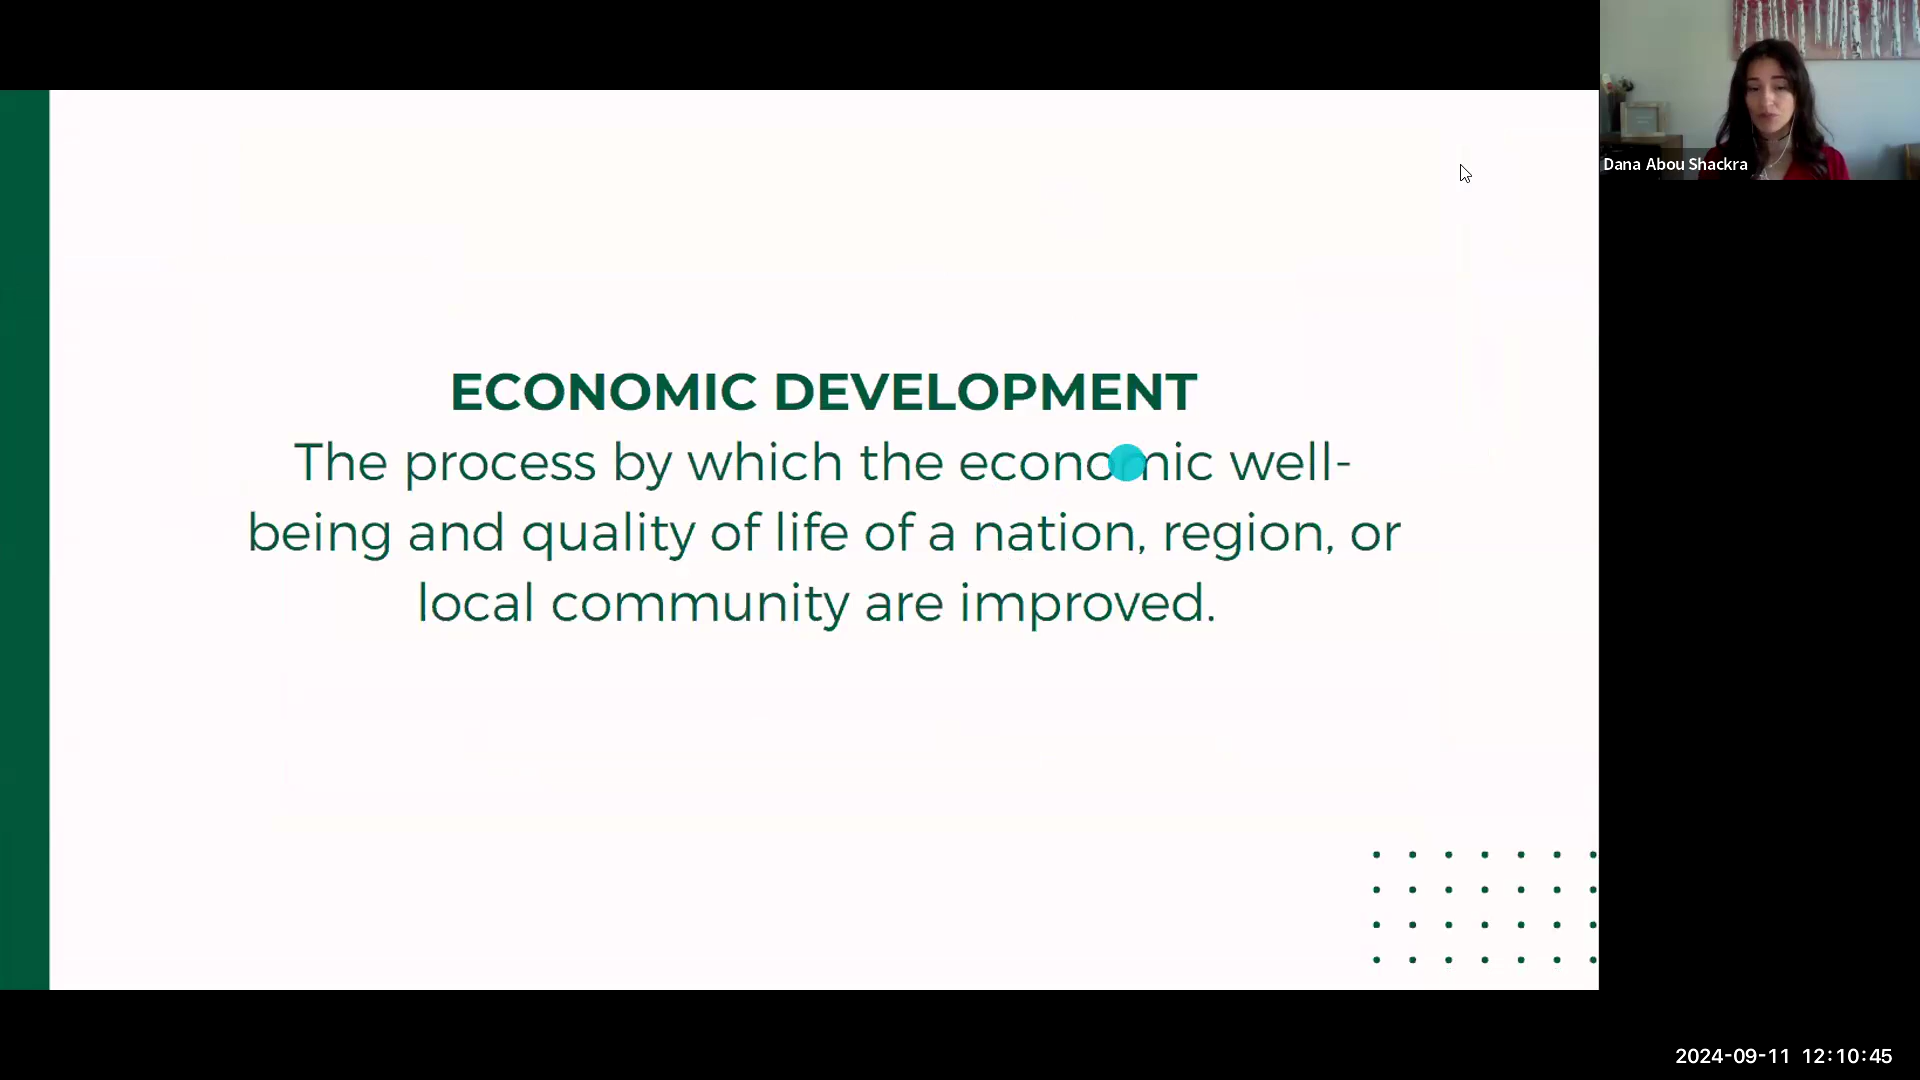 ECONOMIC DEVELOPMENT
The process by which the economic well-
being and quality of life of a nation, region, or
local community are improved.
Dana Abou Shackra
2024-09-11 12:10:45